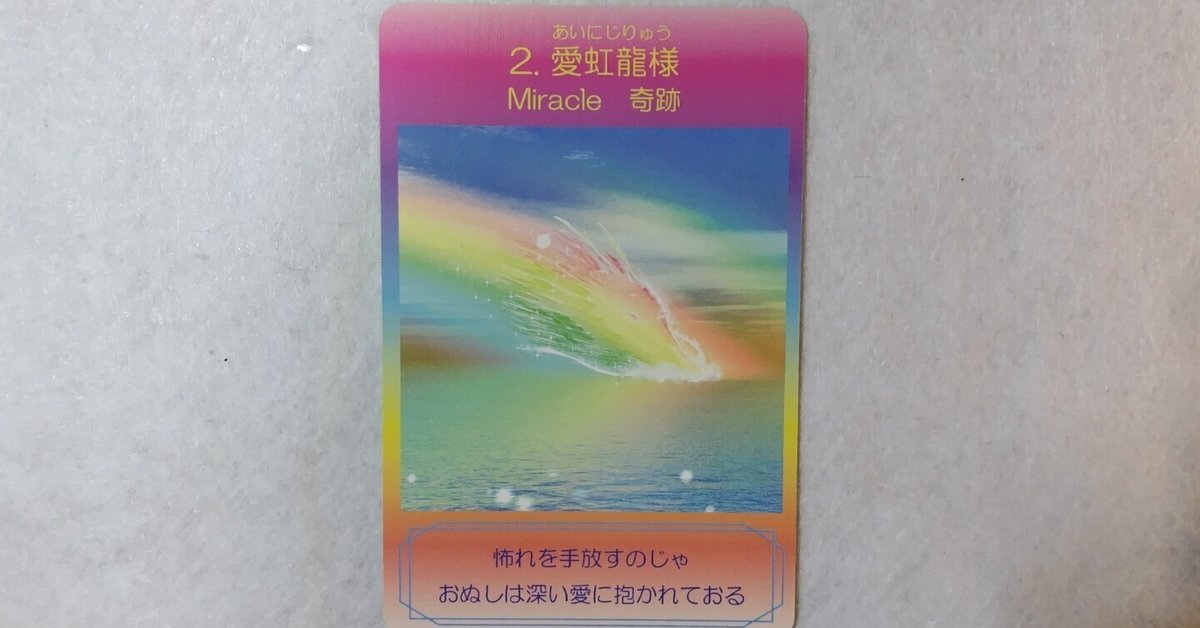 あいにじりゅう
2. 愛虹龍様
Miracle 奇跡
怖れを手放すのじゃ
おぬしは深い愛に抱かれておる